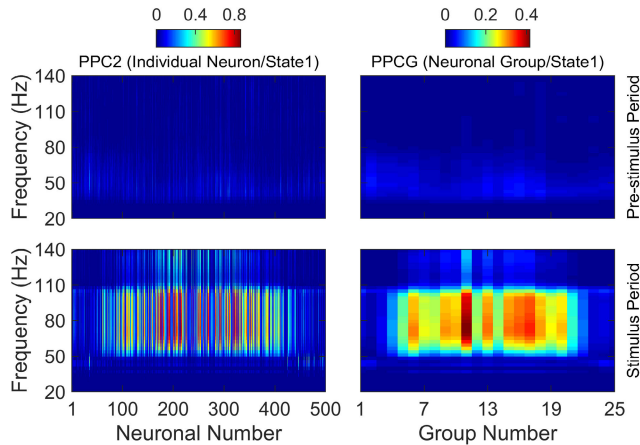 0 0.4 0.8
0 0.2 0.4
PPC2 (Individual Neuron/State1)
PPCG (Neuronal Group/State1)
Frequency (Hz)
140
110
80
50
20
Pre-stimulus Period
Frequency (Hz)
140
110
80
50
20
1 100 200 300 400 500
Neuronal Number
1 7 13 19 25
Group Number
Stimulus Period